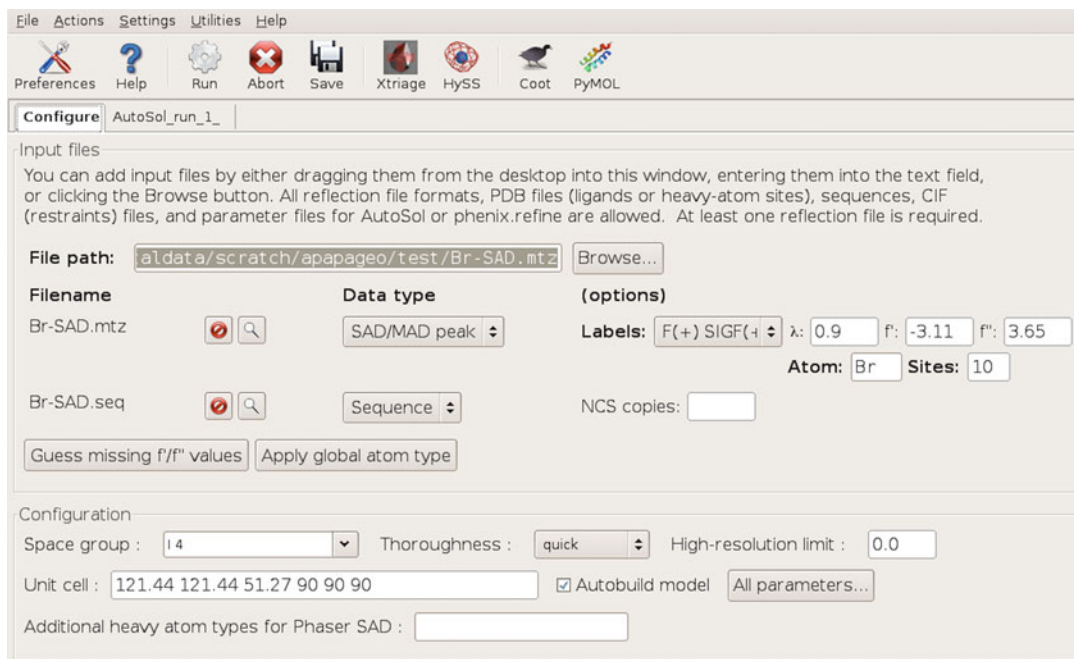 File Actions Settings Utilities Help
Preferences Help Run Abort Save Xtriage HySS Coot PyMOL
Configure AutoSol_run_1_
Input files
You can add input files by either dragging them from the desktop into this window, entering them into the text field,
or clicking the Browse button. All reflection file formats, PDB files (ligands or heavy-atom sites), sequences, CIF
(restraints) files, and parameter files for AutoSol or phenix.refine are allowed. At least one reflection file is required.
File path: aldata/scratch/apapageo/test/Br-SAD.mtz Browse...
Filename Data type (options)
Br-SAD.mtz SAD/MAD peak Labels: F(+) SIGF(+ λ: 0.9 f': -3.11 f": 3.65
Atom: Br Sites: 10
Br-SAD.seq Sequence NCS copies:
Guess missing f'/f" values Apply global atom type
Configuration
Space group : I 4 Thoroughness : quick High-resolution limit : 0.0
Unit cell : 121.44 121.44 51.27 90 90 90 Autobuild model All parameters...
Additional heavy atom types for Phaser SAD :